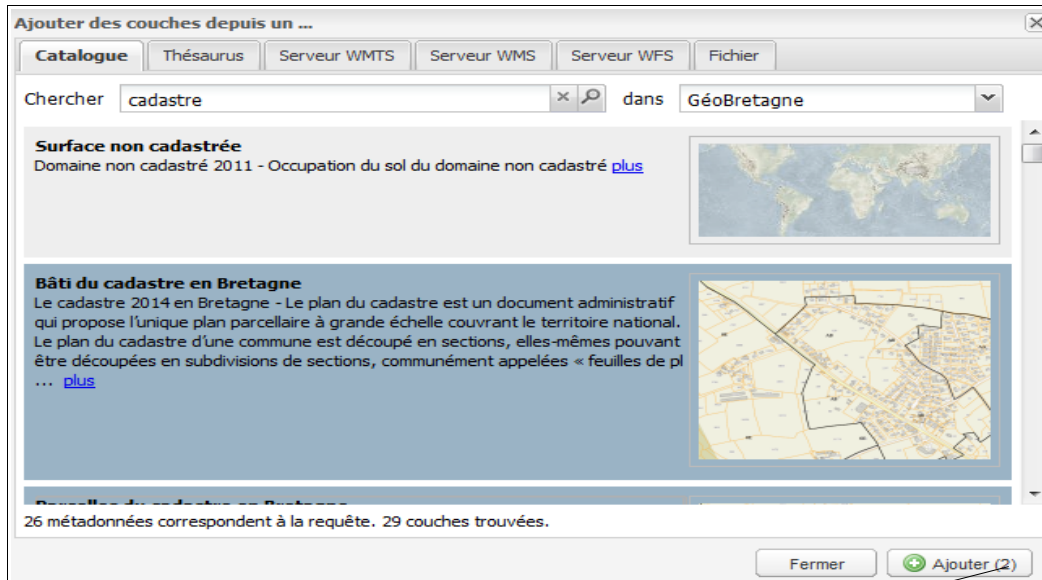 Ajouter des couches depuis un ...
Catalogue Thésaurus Serveur WMTS Serveur WMS Serveur WFS Fichier
Chercher cadastre dans GéoBretagne
Surface non cadastrée
Domaine non cadastré 2011 - Occupation du sol du domaine non cadastré plus
Bâti du cadastre en Bretagne
Le cadastre 2014 en Bretagne - Le plan du cadastre est un document administratif
qui propose l'unique plan parcellaire à grande échelle couvrant le territoire national.
Le plan du cadastre d'une commune est découpé en sections, elles-mêmes pouvant
être découpées en subdivisions de sections, communément appelées « feuilles de pl
... plus
Parcelles du cadastre en Bretagne
26 métadonnées correspondent à la requête. 29 couches trouvées.
Fermer Ajouter (2)